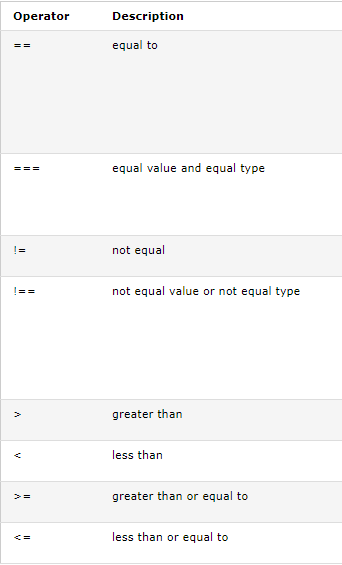 Operator Description
== equal to
=== equal value and equal type
!= not equal
!== not equal value or not equal type
> greater than
< less than
>= greater than or equal to
<= less than or equal to